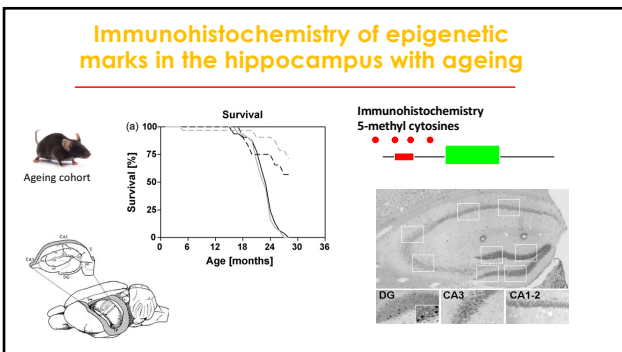 Immunohistochemistry of epigenetic
marks in the hippocampus with ageing
Ageing cohort
Survival
(a)
100
75
50
25
0
Survival [%]
0 6 12 18 24 30 36
Age [months]
Immunohistochemistry
5-methyl cytosines
CA1
CA3
DG
S
DG
CA3
CA1-2